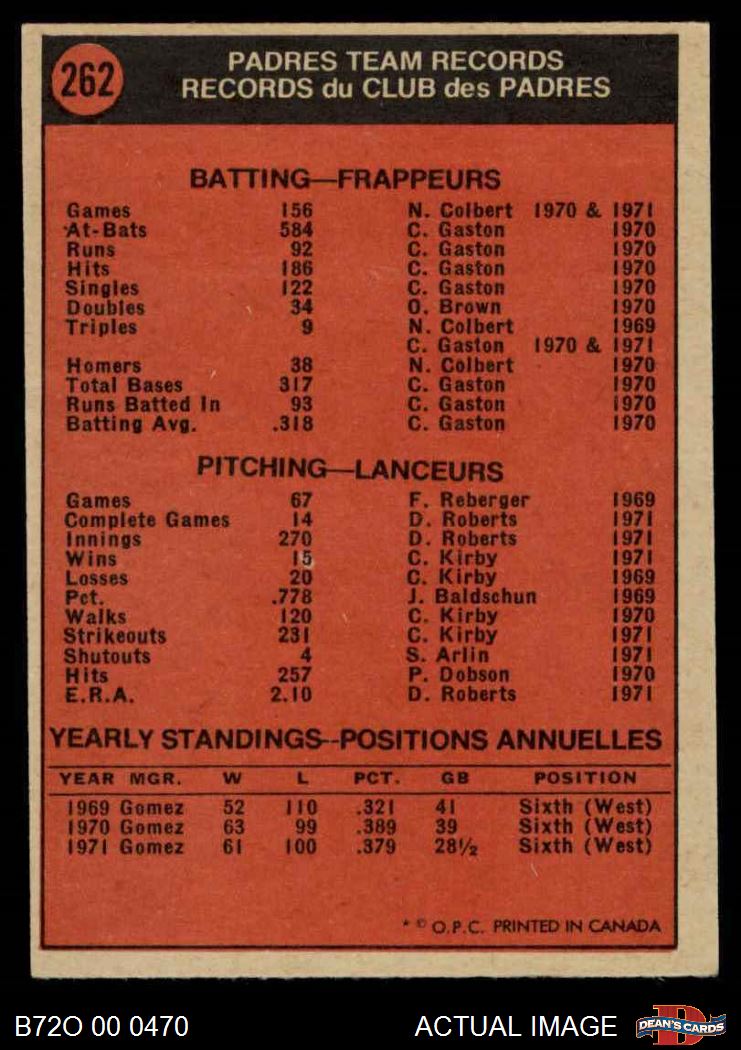 262
PADRES TEAM RECORDS
RECORDS du CLUB des PADRES
BATTING—FRAPPEURS
Games 156 N. Colbert 1970 & 1971
At-Bats 584 C. Gaston 1970
Runs 92 C. Gaston 1970
Hits 186 C. Gaston 1970
Singles 122 C. Gaston 1970
Doubles 34 O. Brown 1970
Triples 9 N. Colbert 1969
C. Gaston 1970 & 1971
Homers 38 N. Colbert 1970
Total Bases 317 C. Gaston 1970
Runs Batted In 93 C. Gaston 1970
Batting Avg. .318 C. Gaston 1970
PITCHING—LANCEURS
Games 67 F. Reberger 1969
Complete Games 14 D. Roberts 1971
Innings 270 D. Roberts 1971
Wins 15 C. Kirby 1971
Losses 20 C. Kirby 1969
Pct. .778 J. Baldschun 1969
Walks 120 C. Kirby 1970
Strikeouts 231 C. Kirby 1971
Shutouts 4 S. Arlin 1971
Hits 257 P. Dobson 1970
E.R.A. 2.10 D. Roberts 1971
YEARLY STANDINGS--POSITIONS ANNUELLES
YEAR MGR. W L PCT. GB POSITION
1969 Gomez 52 110 .321 41 Sixth (West)
1970 Gomez 63 99 .389 39 Sixth (West)
1971 Gomez 61 100 .379 28½ Sixth (West)
* © O.P.C. PRINTED IN CANADA
B72O 00 0470 ACTUAL IMAGE DEAN'S CARDS